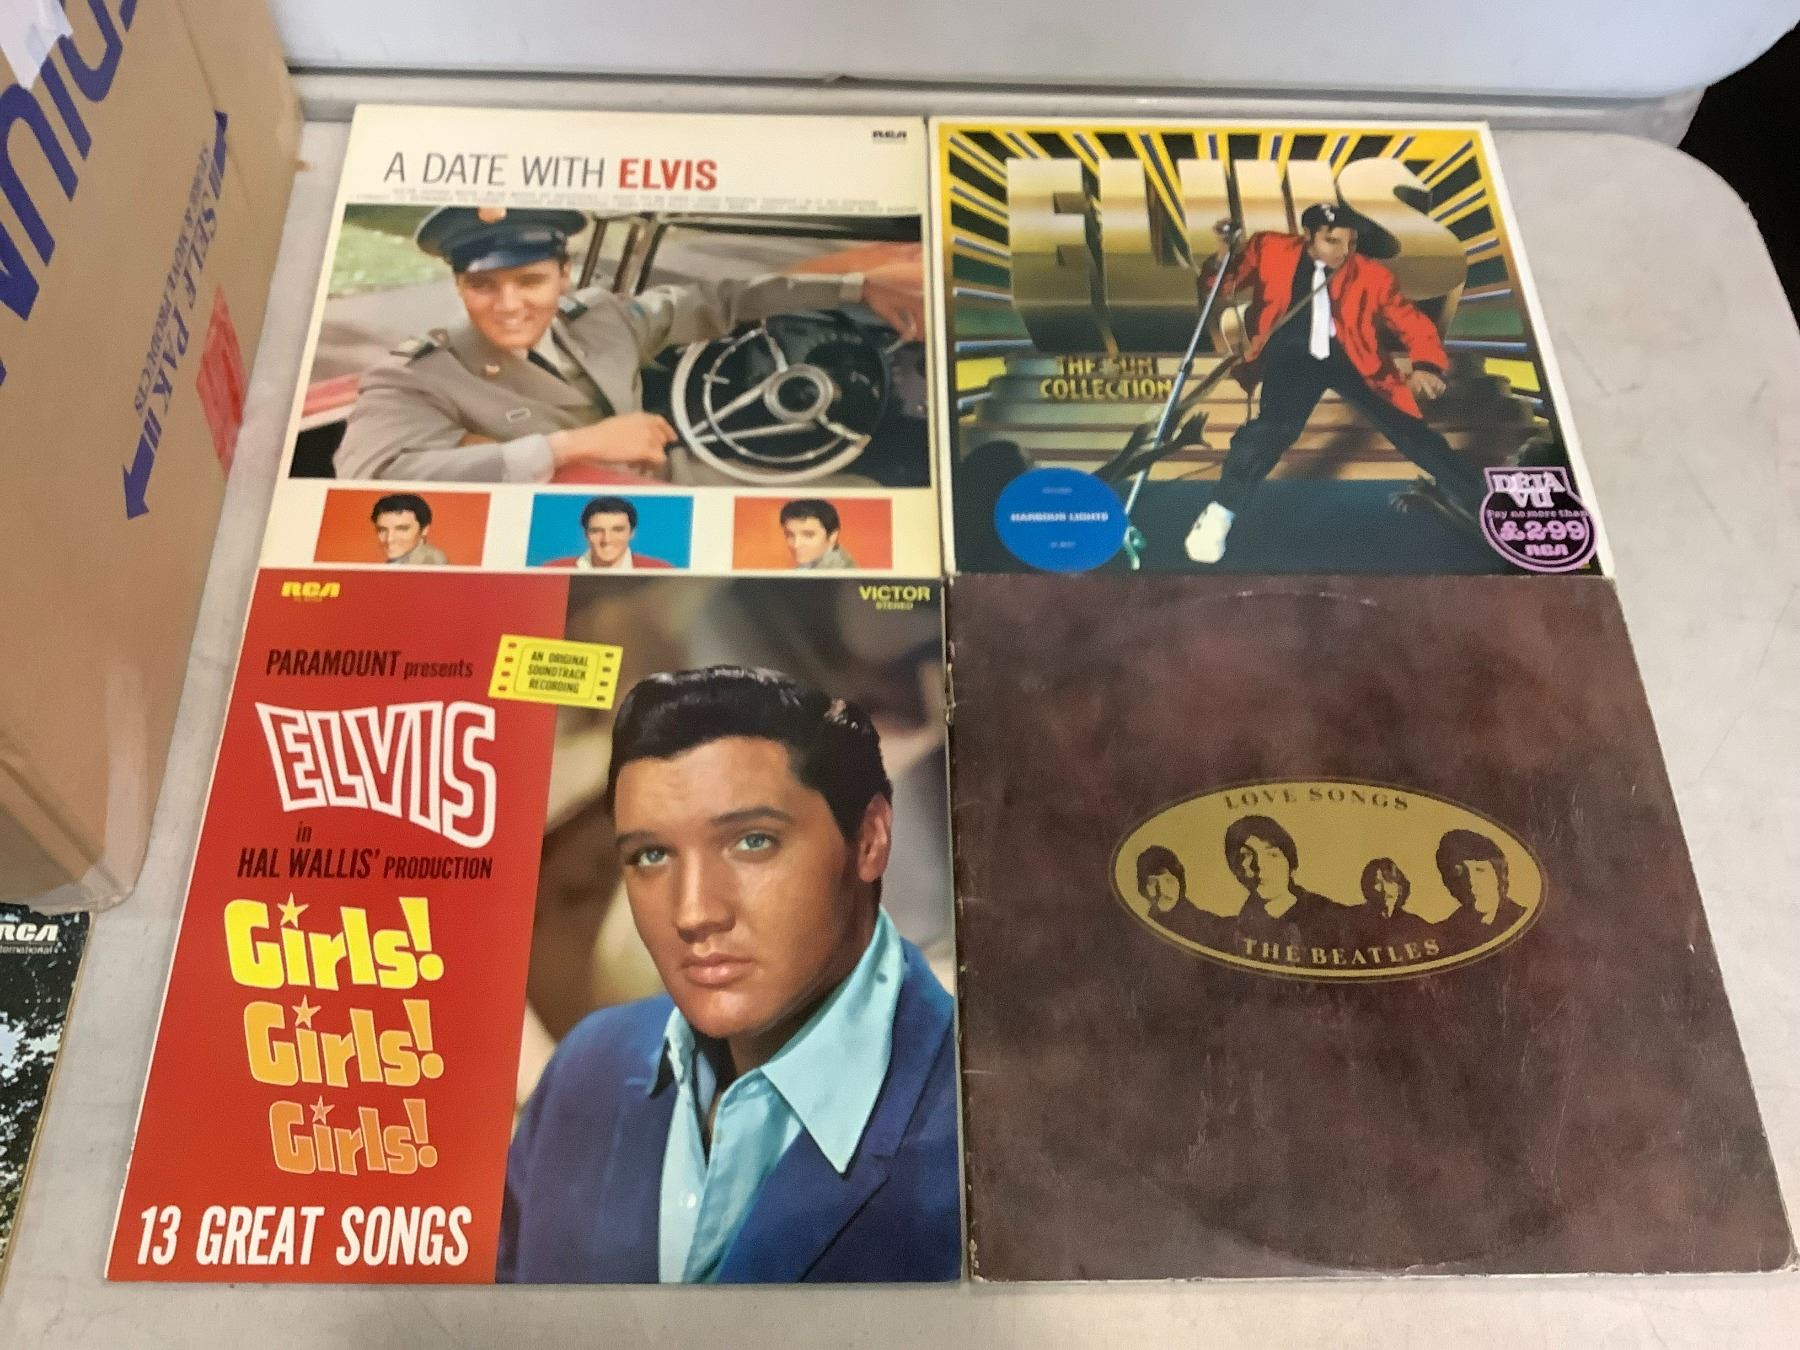 RCA
A DATE WITH ELVIS
ELVIS
THE SUN
COLLECTION
HARBOUR LIGHTS
DÉJÀ
VU
Pay no more than
£2.99
RCA
RCA
VICTOR
STEREO
PARAMOUNT presents
AN ORIGINAL
SOUNDTRACK
RECORDING
ELVIS
in
HAL WALLIS' PRODUCTION
Girls!
Girls!
Girls!
13 GREAT SONGS
LOVE SONGS
THE BEATLES
SELF PAK III
RCA